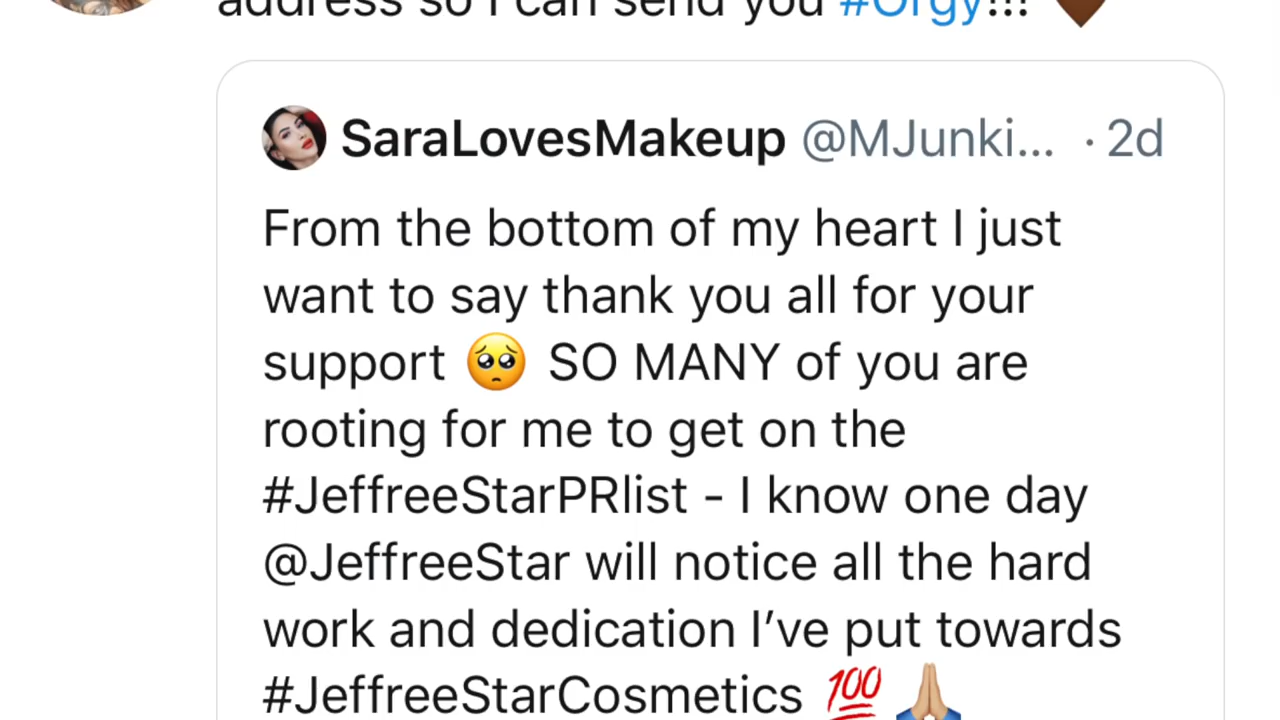 address so I can send you #Orgy!!! 🤎
SaraLovesMakeup @MJunki... · 2d
From the bottom of my heart I just
want to say thank you all for your
support 🥺 SO MANY of you are
rooting for me to get on the
#JeffreeStarPRlist - I know one day
@JeffreeStar will notice all the hard
work and dedication I’ve put towards
#JeffreeStarCosmetics 💯 🙏🏼